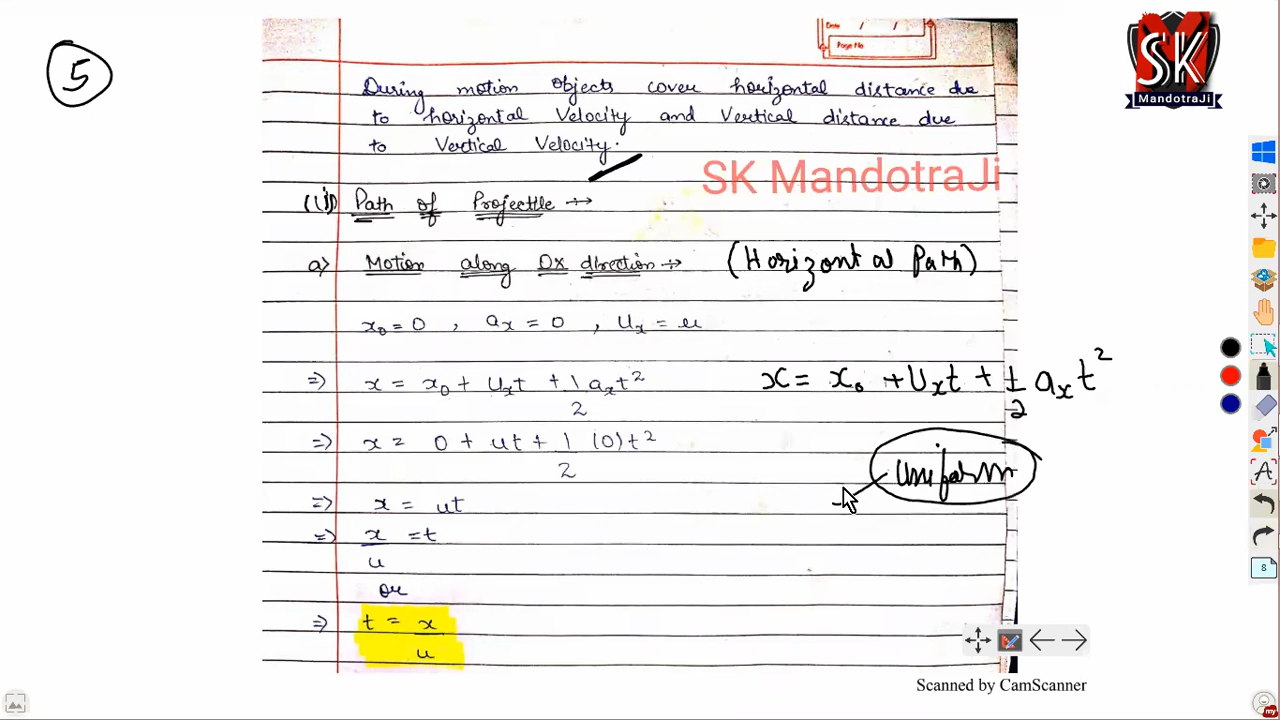 5
Date / /
Page No.
SK
MandotraJi
During motion objects cover horizontal distance due
to horizontal Velocity and Vertical distance due
to Vertical Velocity.
SK MandotraJi
(ii) Path of Projectile →
a) Motion along OX direction → (Horizontal Path)
x₀ = 0 , aₓ = 0 , Uₓ = u
⇒ x = x₀ + Uₓt + 1/2 aₓt²
x = x₀ + Uₓt + 1/2 aₓt²
⇒ x = 0 + ut + 1/2 (0)t²
uniform
⇒ x = ut
⇒ x/u = t
or
⇒ t = x/u
Scanned by CamScanner
8
A
my